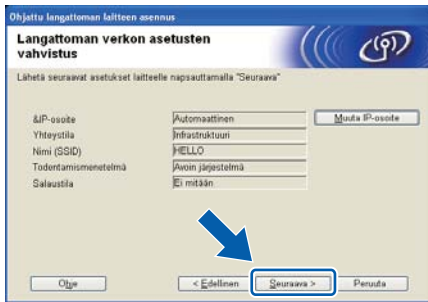 Ohjattu langattoman laitteen asennus
Langattoman verkon asetusten
vahvistus
Lähetä seuraavat asetukset laitteelle napsauttamalla "Seuraava"
&IP-osoite Automaattinen Muuta IP-osoite
Yhteystila Infrastruktuuri
Nimi (SSID) HELLO
Todentamismenetelmä Avoin järjestelmä
Salaustila Ei mitään
Ohje < Edellinen Seuraava > Peruuta